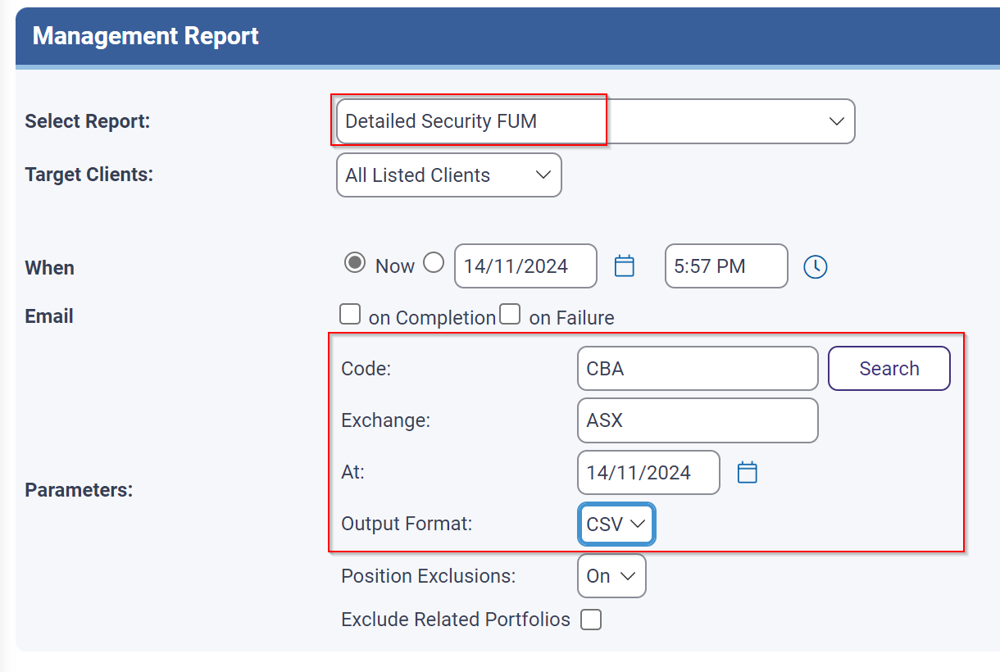 Management Report
Select Report: Detailed Security FUM
Target Clients: All Listed Clients
When Now 14/11/2024 5:57 PM
Email on Completion on Failure
Code: CBA Search
Exchange: ASX
At: 14/11/2024
Parameters:
Output Format: CSV
Position Exclusions: On
Exclude Related Portfolios